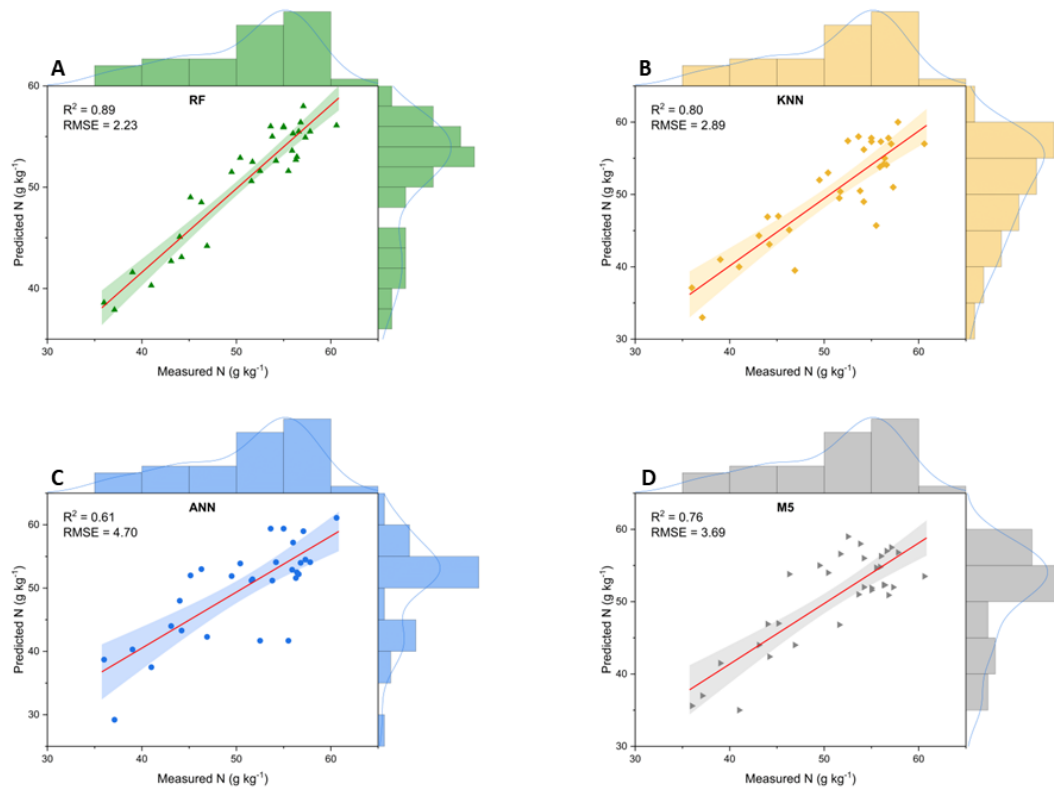 A
RF
R² = 0.89
RMSE = 2.23
60
50
40
Predicted N (g kg⁻¹)
30
40
50
60
Measured N (g kg⁻¹)
B
KNN
R² = 0.80
RMSE = 2.89
60
50
40
30
Predicted N (g kg⁻¹)
30
40
50
60
Measured N (g kg⁻¹)
C
ANN
R² = 0.61
RMSE = 4.70
60
50
40
30
Predicted N (g kg⁻¹)
30
40
50
60
Measured N (g kg⁻¹)
D
M5
R² = 0.76
RMSE = 3.69
60
50
40
30
Predicted N (g kg⁻¹)
30
40
50
60
Measured N (g kg⁻¹)